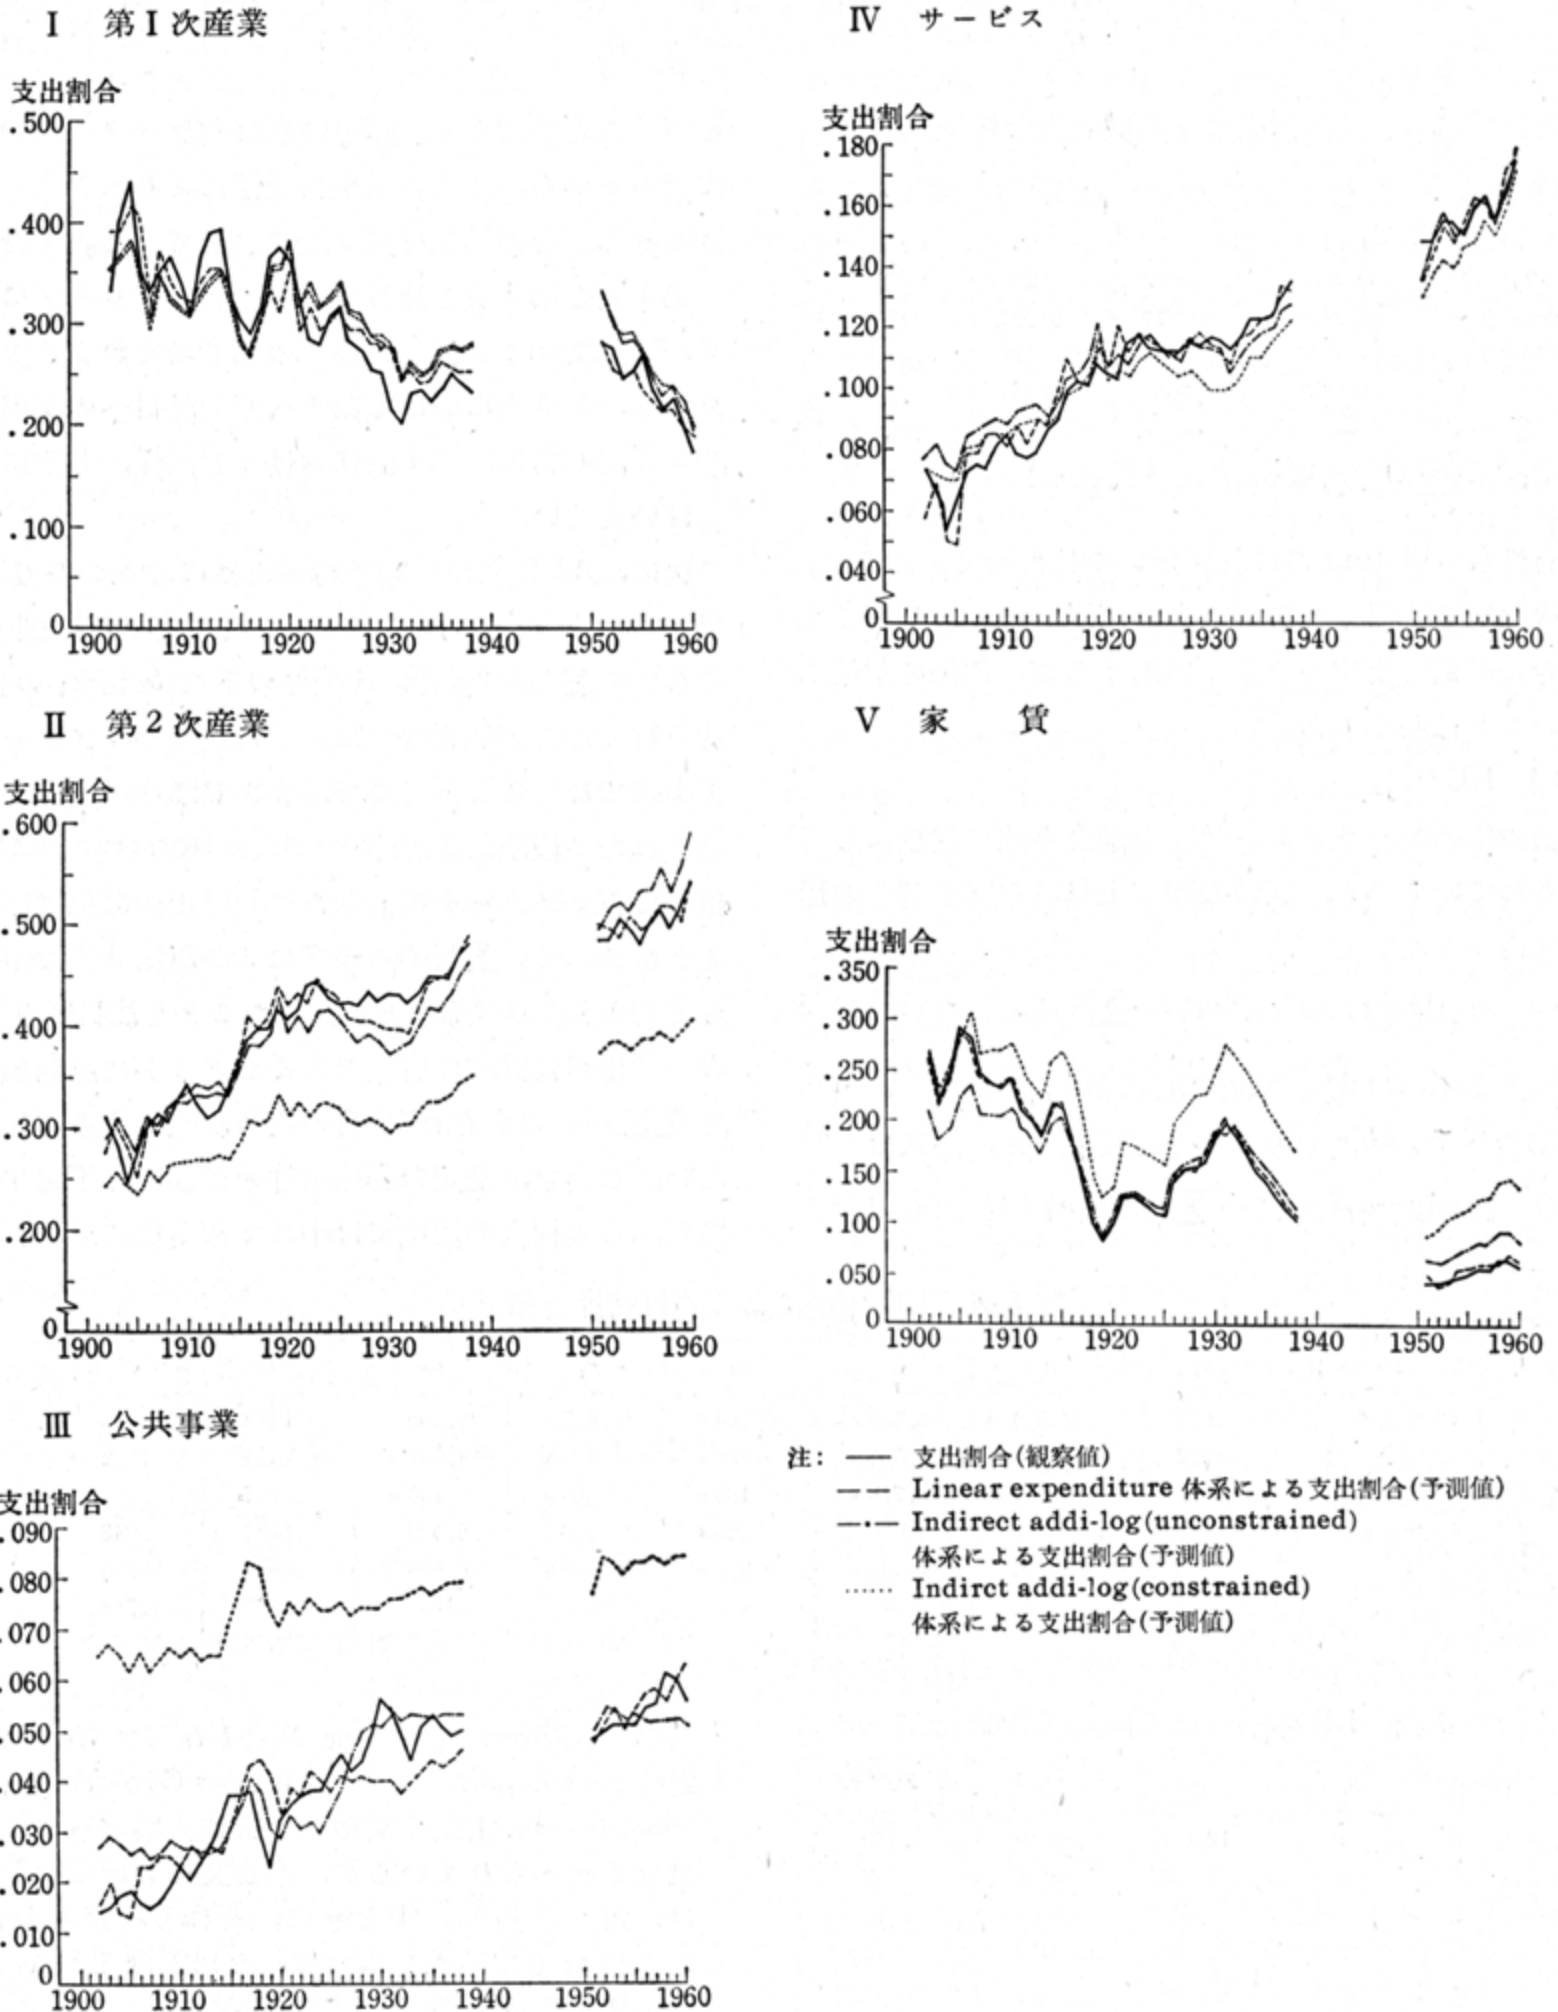 I 第I次産業
支出割合
.500
.400
.300
.200
.100
0
1900 1910 1920 1930 1940 1950 1960
II 第2次産業
支出割合
.600
.500
.400
.300
.200
0
1900 1910 1920 1930 1940 1950 1960
III 公共事業
支出割合
.090
.080
.070
.060
.050
.040
.030
.020
.010
0
1900 1910 1920 1930 1940 1950 1960
IV サービス
支出割合
.180
.160
.140
.120
.100
.080
.060
.040
0
1900 1910 1920 1930 1940 1950 1960
V 家賃
支出割合
.350
.300
.250
.200
.150
.100
.050
0
1900 1910 1920 1930 1940 1950 1960
注: 支出割合(観察値)
Linear expenditure 体系による支出割合(予測値)
Indirect addi-log(unconstrained)
体系による支出割合(予測値)
Indirct addi-log(constrained)
体系による支出割合(予測値)